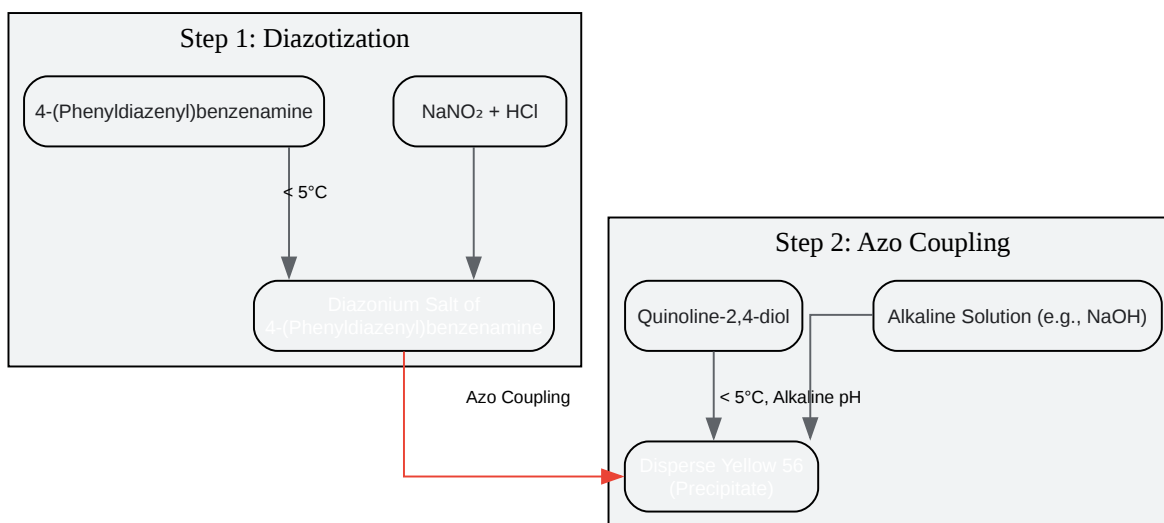 Step 1: Diazotization
4-(Phenyldiazenyl)benzenamine
NaNO₂ + HCl
< 5°C
Diazonium Salt of
4-(Phenyldiazenyl)benzenamine
Azo Coupling
Step 2: Azo Coupling
Quinoline-2,4-diol
Alkaline Solution (e.g., NaOH)
< 5°C, Alkaline pH
Disperse Yellow 56
(Precipitate)